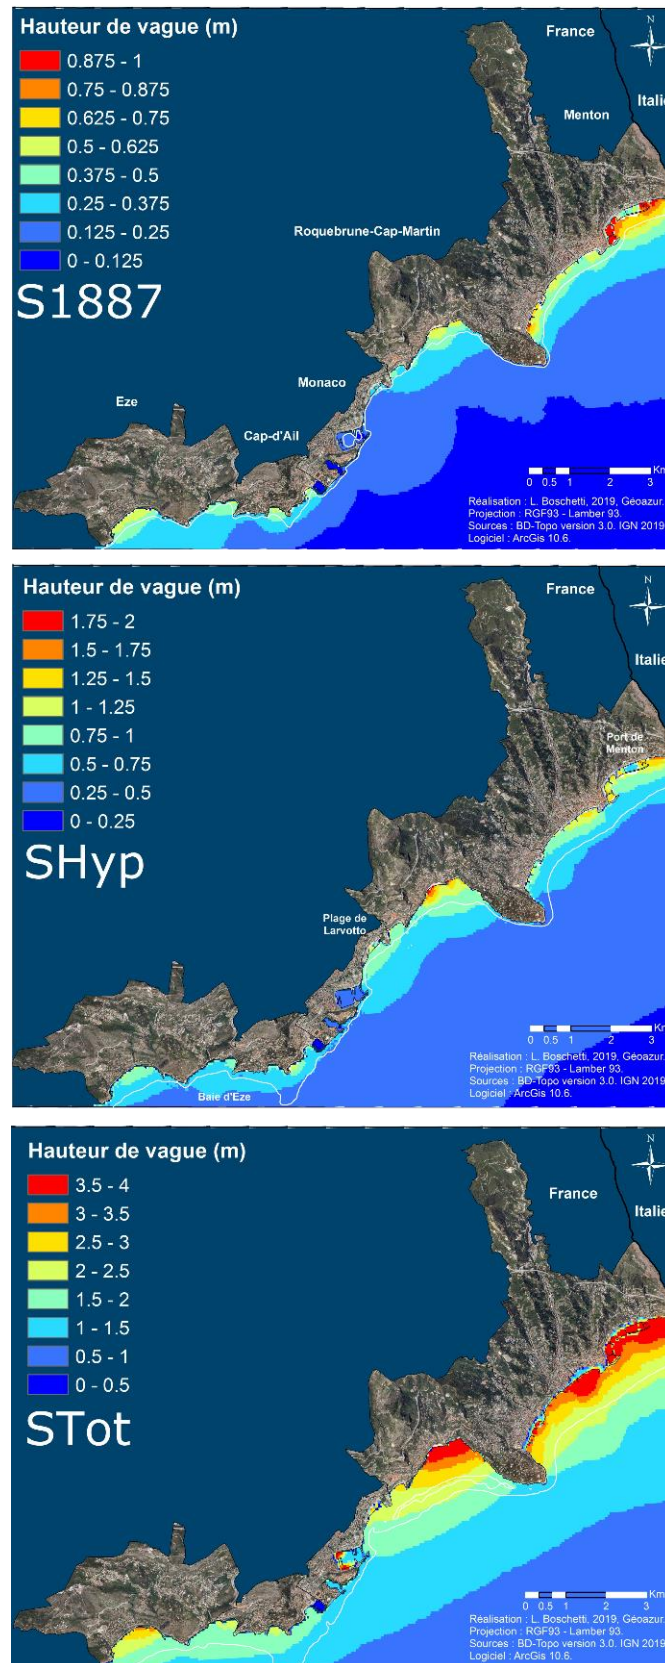 Hauteur de vague (m)
0.875 - 1
0.75 - 0.875
0.625 - 0.75
0.5 - 0.625
0.375 - 0.5
0.25 - 0.375
0.125 - 0.25
0 - 0.125
S1887
France
N
Italie
Menton
Roquebrune-Cap-Martin
Monaco
Eze
Cap-d'Ail
0 0.5 1 2 3 Km
Réalisation : L. Boschetti, 2019, Géoazur.
Projection : RGF93 - Lamber 93.
Sources : BD-Topo version 3.0. IGN 2019
Logiciel : ArcGis 10.6.
Hauteur de vague (m)
1.75 - 2
1.5 - 1.75
1.25 - 1.5
1 - 1.25
0.75 - 1
0.5 - 0.75
0.25 - 0.5
0 - 0.25
SHyp
France
N
Italie
Port de
Menton
Plage de
Larvotto
Baie d'Eze
0 0.5 1 2 3 Km
Réalisation : L. Boschetti, 2019, Géoazur.
Projection : RGF93 - Lamber 93.
Sources : BD-Topo version 3.0. IGN 2019
Logiciel : ArcGis 10.6.
Hauteur de vague (m)
3.5 - 4
3 - 3.5
2.5 - 3
2 - 2.5
1.5 - 2
1 - 1.5
0.5 - 1
0 - 0.5
STot
France
N
Italie
0 0.5 1 2 3 Km
Réalisation : L. Boschetti, 2019, Géoazur.
Projection : RGF93 - Lamber 93.
Sources : BD-Topo version 3.0. IGN 2019
Logiciel : ArcGis 10.6.